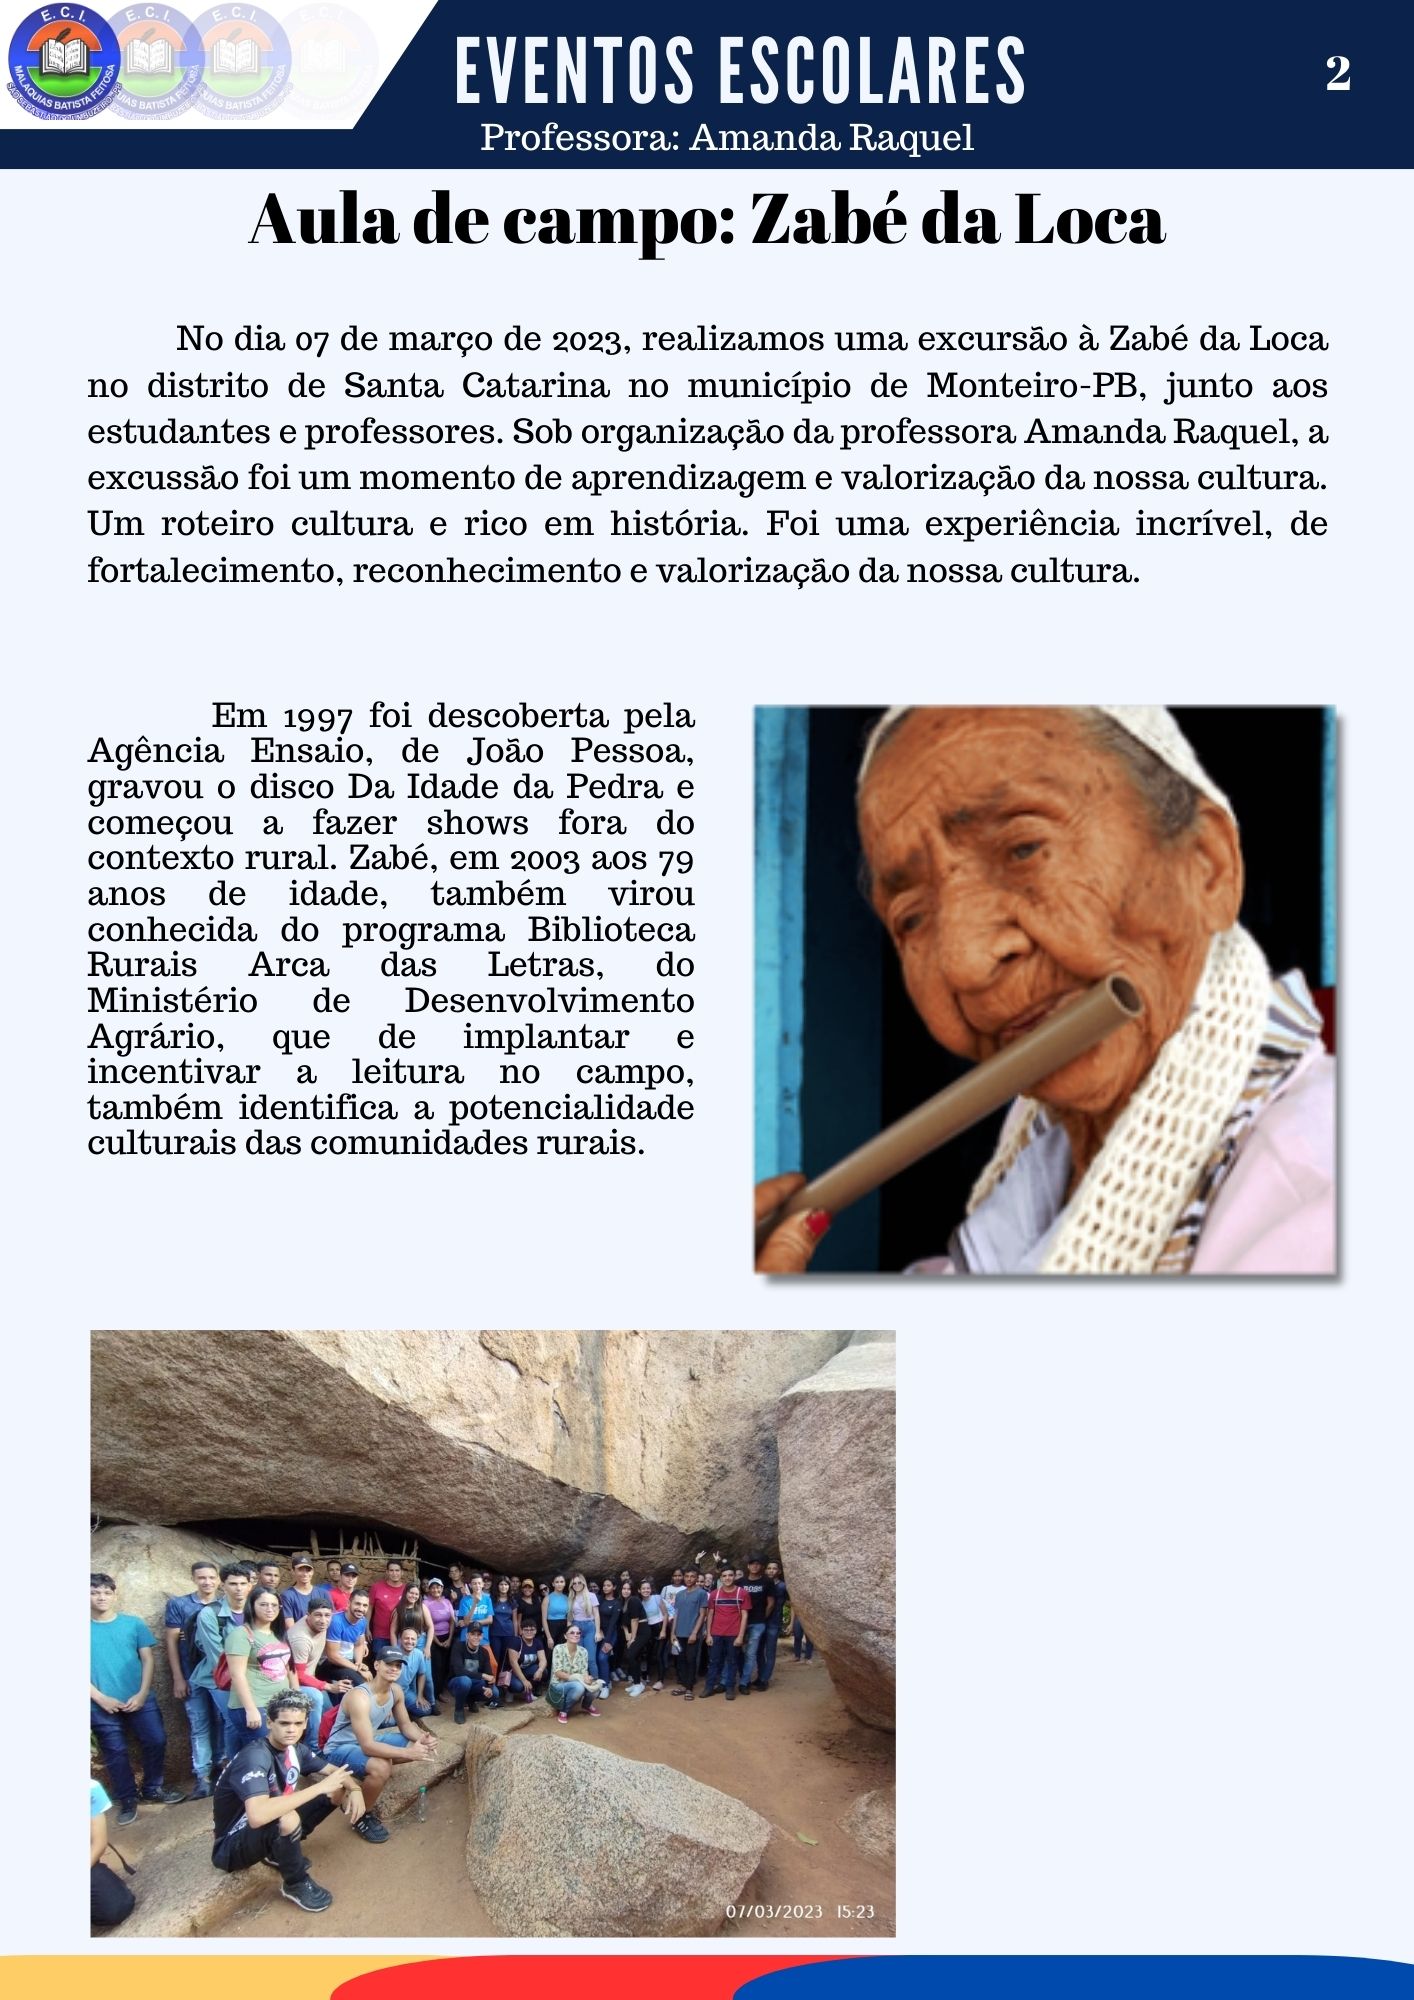 E. C. I.
MALAQUIAS BATISTA FEITOSA
E. C. I.
QUIAS BATISTA FEITOSA
E. C. I.
QUIAS BATISTA FEITOSA
EVENTOS ESCOLARES
2
Professora: Amanda Raquel
Aula de campo: Zabé da Loca
No dia 07 de março de 2023, realizamos uma excursão à Zabé da Loca
no distrito de Santa Catarina no município de Monteiro-PB, junto aos
estudantes e professores. Sob organização da professora Amanda Raquel, a
excussão foi um momento de aprendizagem e valorização da nossa cultura.
Um roteiro cultura e rico em história. Foi uma experiência incrível, de
fortalecimento, reconhecimento e valorização da nossa cultura.
Em 1997 foi descoberta pela
Agência Ensaio, de João Pessoa,
gravou o disco Da Idade da Pedra e
começou a fazer shows fora do
contexto rural. Zabé, em 2003 aos 79
anos de idade, também virou
conhecida do programa Biblioteca
Rurais Arca das Letras, do
Ministério de Desenvolvimento
Agrário, que de implantar e
incentivar a leitura no campo,
também identifica a potencialidade
culturais das comunidades rurais.
07/03/2023 15:23